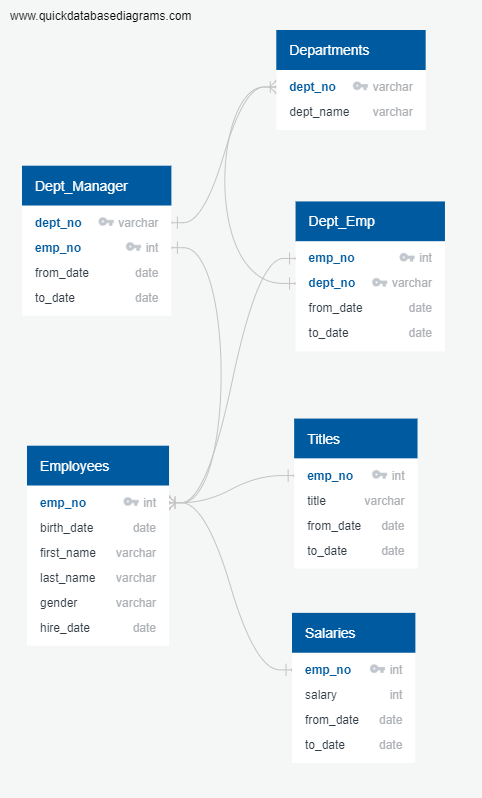 www.quickdatabasediagrams.com
Departments
dept_no varchar
dept_name varchar
Dept_Manager
dept_no varchar
emp_no int
from_date date
to_date date
Dept_Emp
emp_no int
dept_no varchar
from_date date
to_date date
Employees
emp_no int
birth_date date
first_name varchar
last_name varchar
gender varchar
hire_date date
Titles
emp_no int
title varchar
from_date date
to_date date
Salaries
emp_no int
salary int
from_date date
to_date date